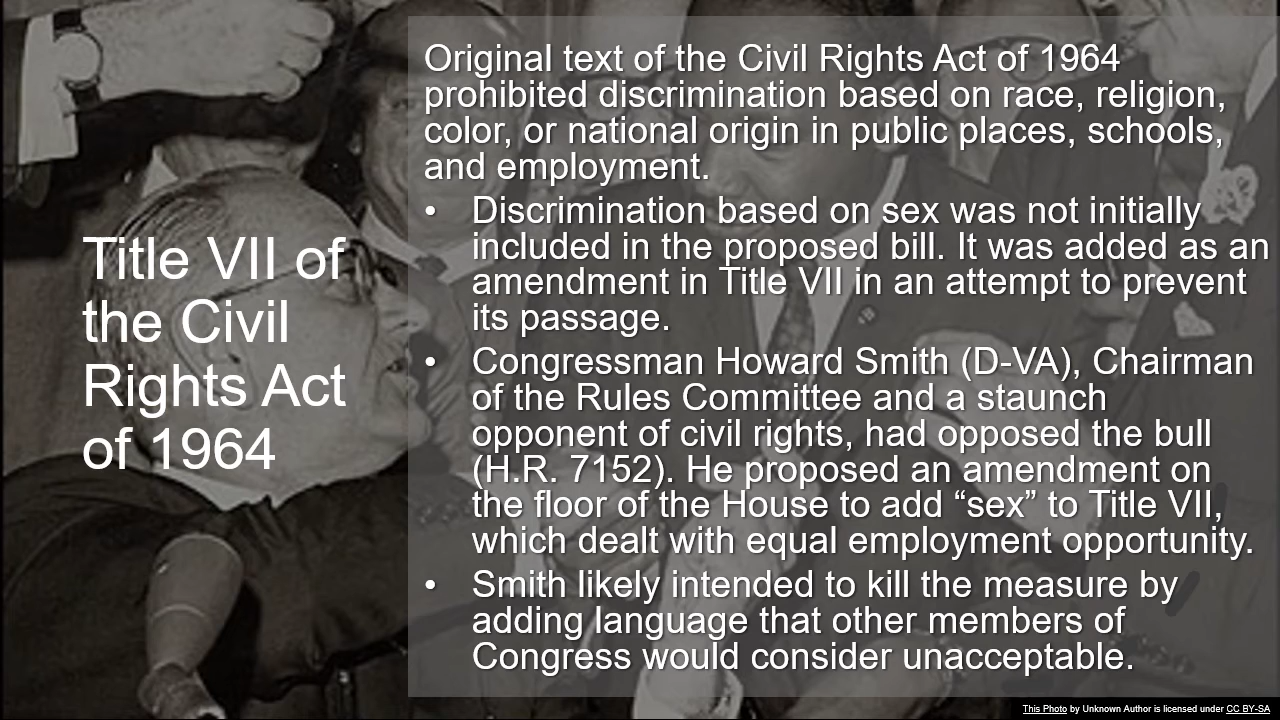 Title VII of
the Civil
Rights Act
of 1964
Original text of the Civil Rights Act of 1964
prohibited discrimination based on race, religion,
color, or national origin in public places, schools,
and employment.
• Discrimination based on sex was not initially
included in the proposed bill. It was added as an
amendment in Title VII in an attempt to prevent
its passage.
• Congressman Howard Smith (D-VA), Chairman
of the Rules Committee and a staunch
opponent of civil rights, had opposed the bull
(H.R. 7152). He proposed an amendment on
the floor of the House to add “sex” to Title VII,
which dealt with equal employment opportunity.
• Smith likely intended to kill the measure by
adding language that other members of
Congress would consider unacceptable.
This Photo by Unknown Author is licensed under CC BY-SA